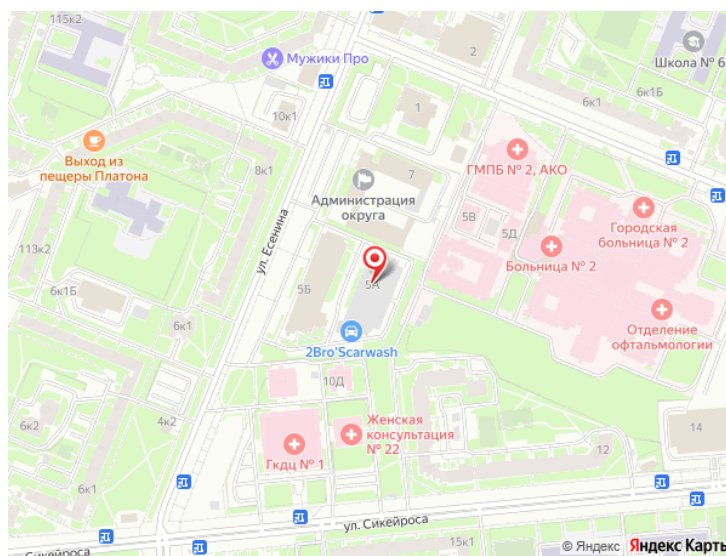 115к2
2
Мужики Про
Школа № 6
6к1Б
10к1
1
6к1
Выход из
пещеры Платона
8к1
7
ГМПБ № 2, АКО
Администрация
округа
5В
Городская
больница № 2
5Д
ул. Есенина
113к2
Больница № 2
6к1Б
5Б
5А
6к1
Отделение
офтальмологии
2Bro'Scarwash
10Д
4к2
6к2
Женская
консультация
№ 22
14
12
Гкдц № 1
6к1
ул. Сикейроса
15к1
л. Сикейроса
© Яндекс Яндекс Карты